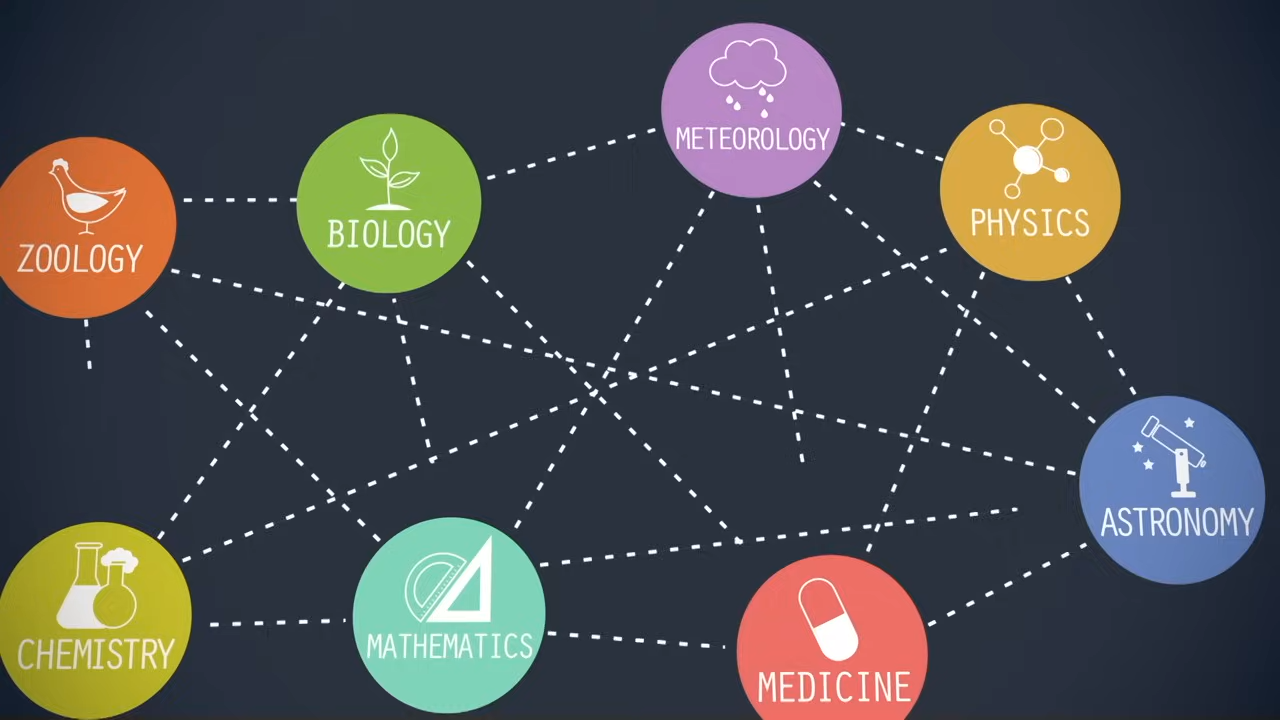 METEOROLOGY
PHYSICS
BIOLOGY
ZOOLOGY
ASTRONOMY
CHEMISTRY
MATHEMATICS
MEDICINE